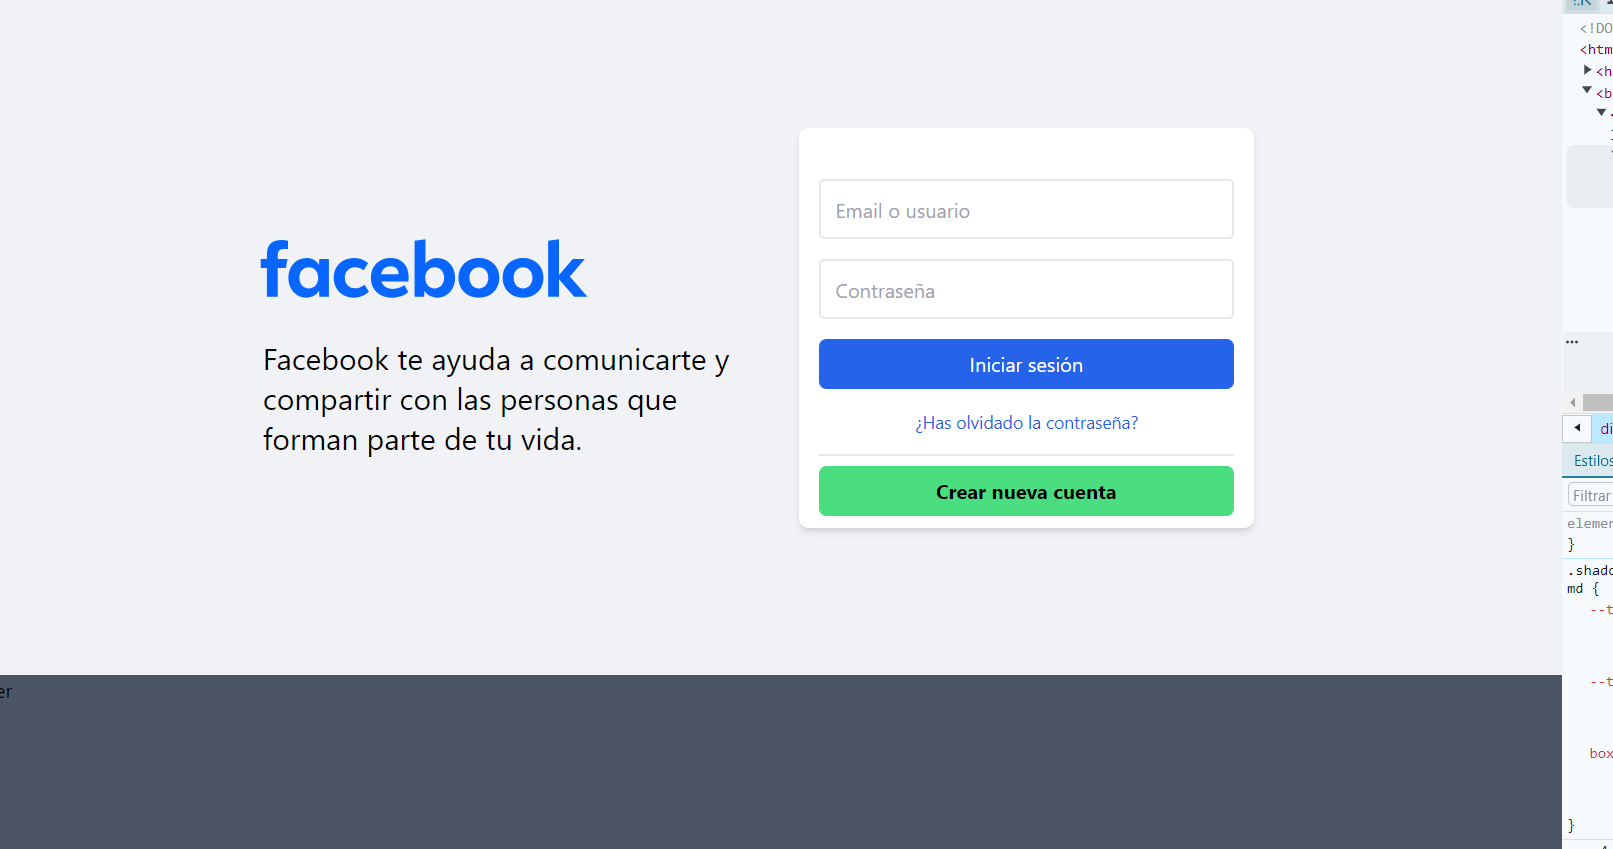 facebook
Facebook te ayuda a comunicarte y
compartir con las personas que
forman parte de tu vida.
Email o usuario
Contraseña
Iniciar sesión
¿Has olvidado la contraseña?
Crear nueva cuenta
er
<!DO
<htm
<h
<b
...
di
Estilos
Filtrar
elemen
}
.shado
md {
--t
--t
box
}